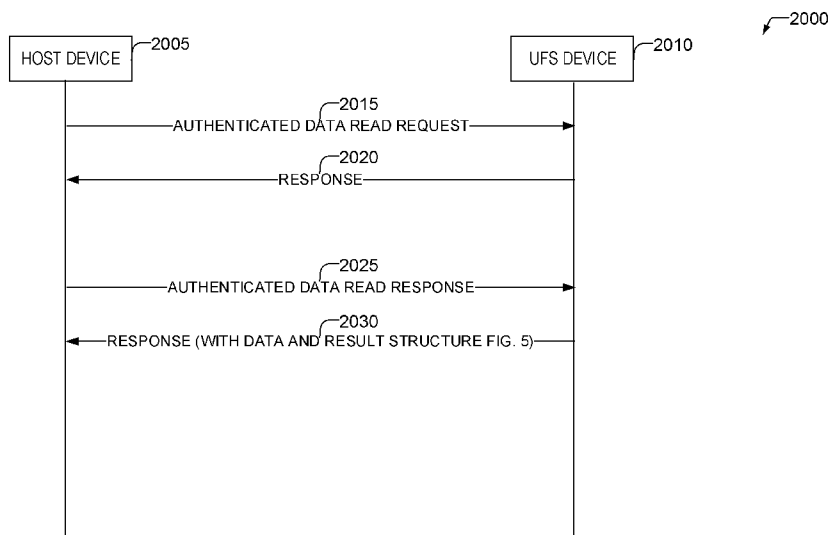 2000
HOST DEVICE
2005
UFS DEVICE
2010
2015
AUTHENTICATED DATA READ REQUEST
2020
RESPONSE
2025
AUTHENTICATED DATA READ RESPONSE
2030
RESPONSE (WITH DATA AND RESULT STRUCTURE FIG. 5)